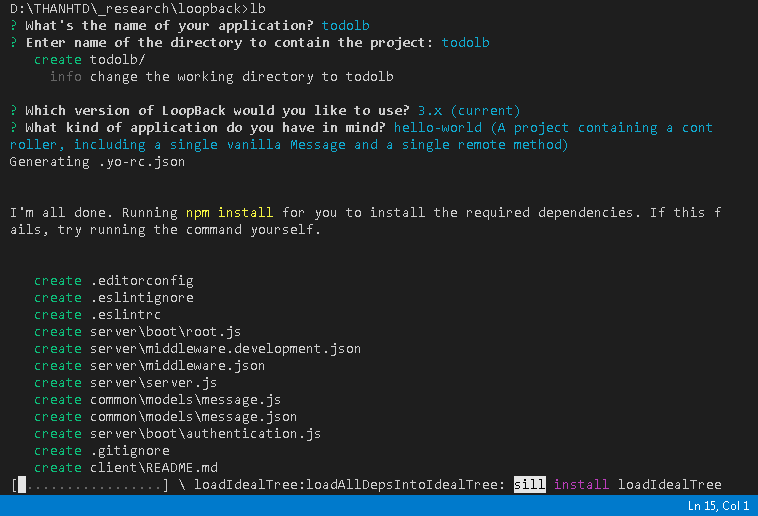 D:\THANHTD\_research\loopback>lb
? What's the name of your application? todolb
? Enter name of the directory to contain the project: todolb
create todolb/
info change the working directory to todolb
? Which version of LoopBack would you like to use? 3.x (current)
? What kind of application do you have in mind? hello-world (A project containing a cont
roller, including a single vanilla Message and a single remote method)
Generating .yo-rc.json
I'm all done. Running npm install for you to install the required dependencies. If this f
ails, try running the command yourself.
create .editorconfig
create .eslintignore
create .eslintrc
create server\boot\root.js
create server\middleware.development.json
create server\middleware.json
create server\server.js
create common\models\message.js
create common\models\message.json
create server\boot\authentication.js
create .gitignore
create client\README.md
[ .................] \ loadIdealTree:loadAllDepsIntoIdealTree: sill install loadIdealTree
Ln 15, Col 1